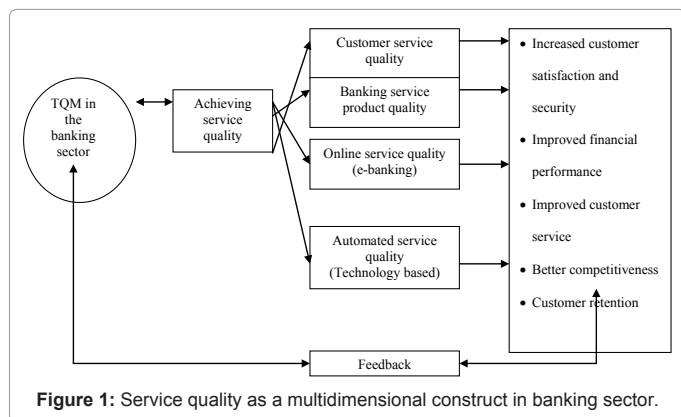 TQM in
the
banking
sector
Achieving
service
quality
Customer service
quality
Banking service
product quality
Online service quality
(e-banking)
Automated service
quality
(Technology based)
• Increased customer
satisfaction and
security
• Improved financial
performance
• Improved customer
service
• Better competitiveness
• Customer retention
Feedback
Figure 1: Service quality as a multidimensional construct in banking sector.